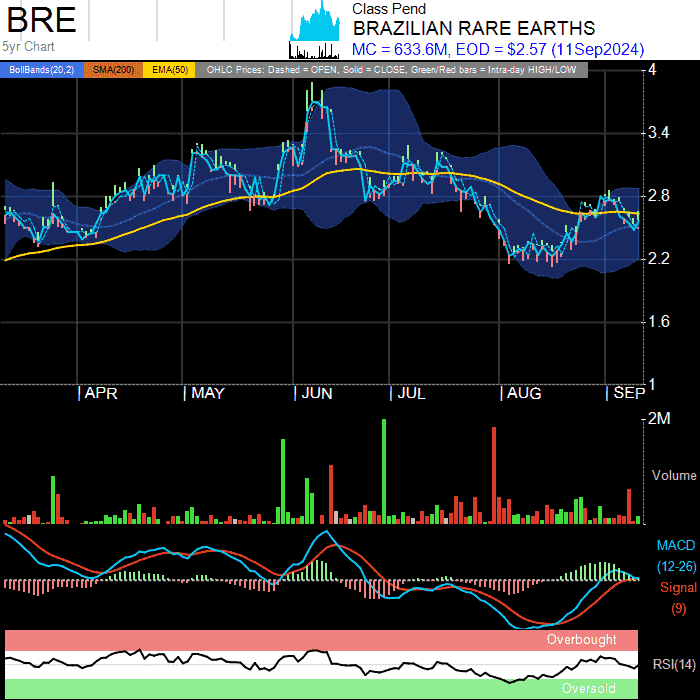 BRE
5yr Chart
Class Pend
BRAZILIAN RARE EARTHS
MC = 633.6M, EOD = $2.57 (11Sep2024)
BollBands(20,2) SMA(200) EMA(50) OHLC Prices: Dashed = OPEN, Solid = CLOSE, Green/Red bars = Intra-day HIGH/LOW
4
3.4
2.8
2.2
1.6
1
APR MAY JUN JUL AUG SEP
2M
Volume
MACD
(12-26)
Signal
(9)
Overbought
RSI(14)
Oversold